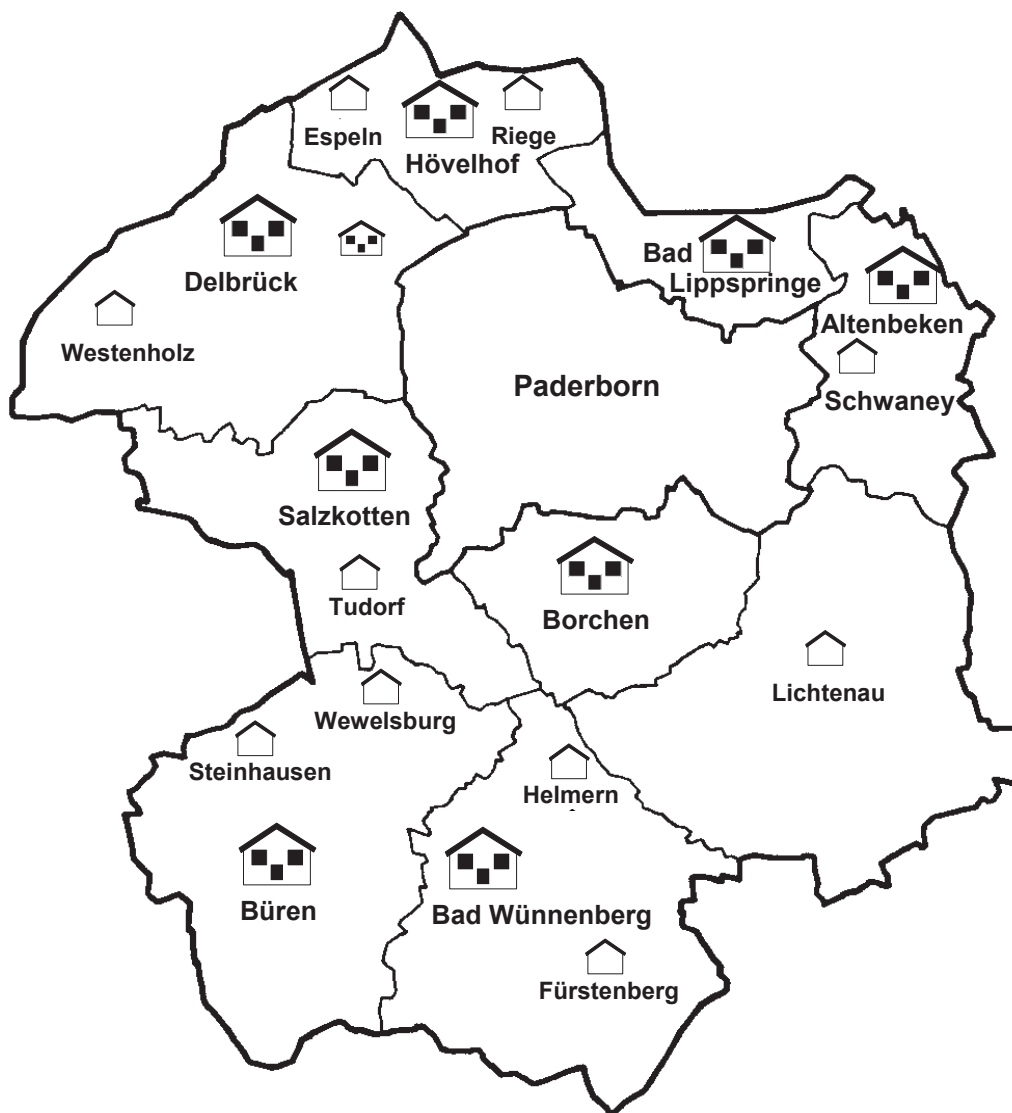 Espeln
Riege
Hövelhof
Delbrück
Bad
Lippspringe
Altenbeken
Westenholz
Paderborn
Schwaney
Salzkotten
Tudorf
Borchen
Lichtenau
Wewelsburg
Steinhausen
Helmern
Büren
Bad Wünnenberg
Fürstenberg